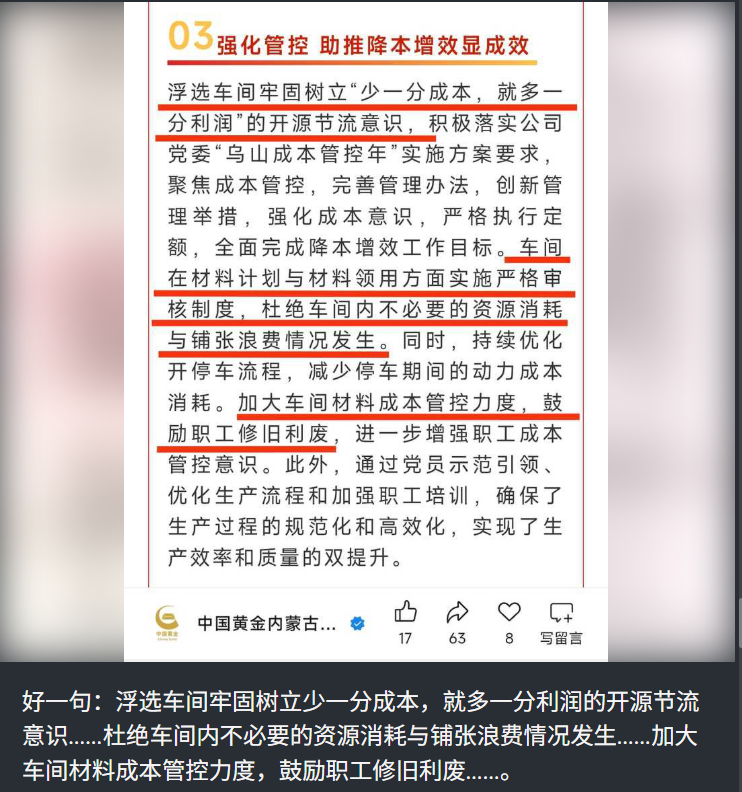 03强化管控 助推降本增效显成效
浮选车间牢固树立“少一分成本，就多一
分利润”的开源节流意识，积极落实公司
党委“乌山成本管控年”实施方案要求，
聚焦成本管控，完善管理办法，创新管
理举措，强化成本意识，严格执行定
额，全面完成降本增效工作目标。车间
在材料计划与材料领用方面实施严格审
核制度，杜绝车间内不必要的资源消耗
与铺张浪费情况发生。同时，持续优化
开停车流程，减少停车期间的动力成本
消耗。加大车间材料成本管控力度，鼓
励职工修旧利废，进一步增强职工成本
管控意识。此外，通过党员示范引领、
优化生产流程和加强职工培训，确保了
生产过程的规范化和高效化，实现了生
产效率和质量的双提升。
中国黄金
中国黄金内蒙古...
17
63
8
写留言
好一句：浮选车间牢固树立少一分成本，就多一分利润的开源节流
意识......杜绝车间内不必要的资源消耗与铺张浪费情况发生......加大
车间材料成本管控力度，鼓励职工修旧利废......。